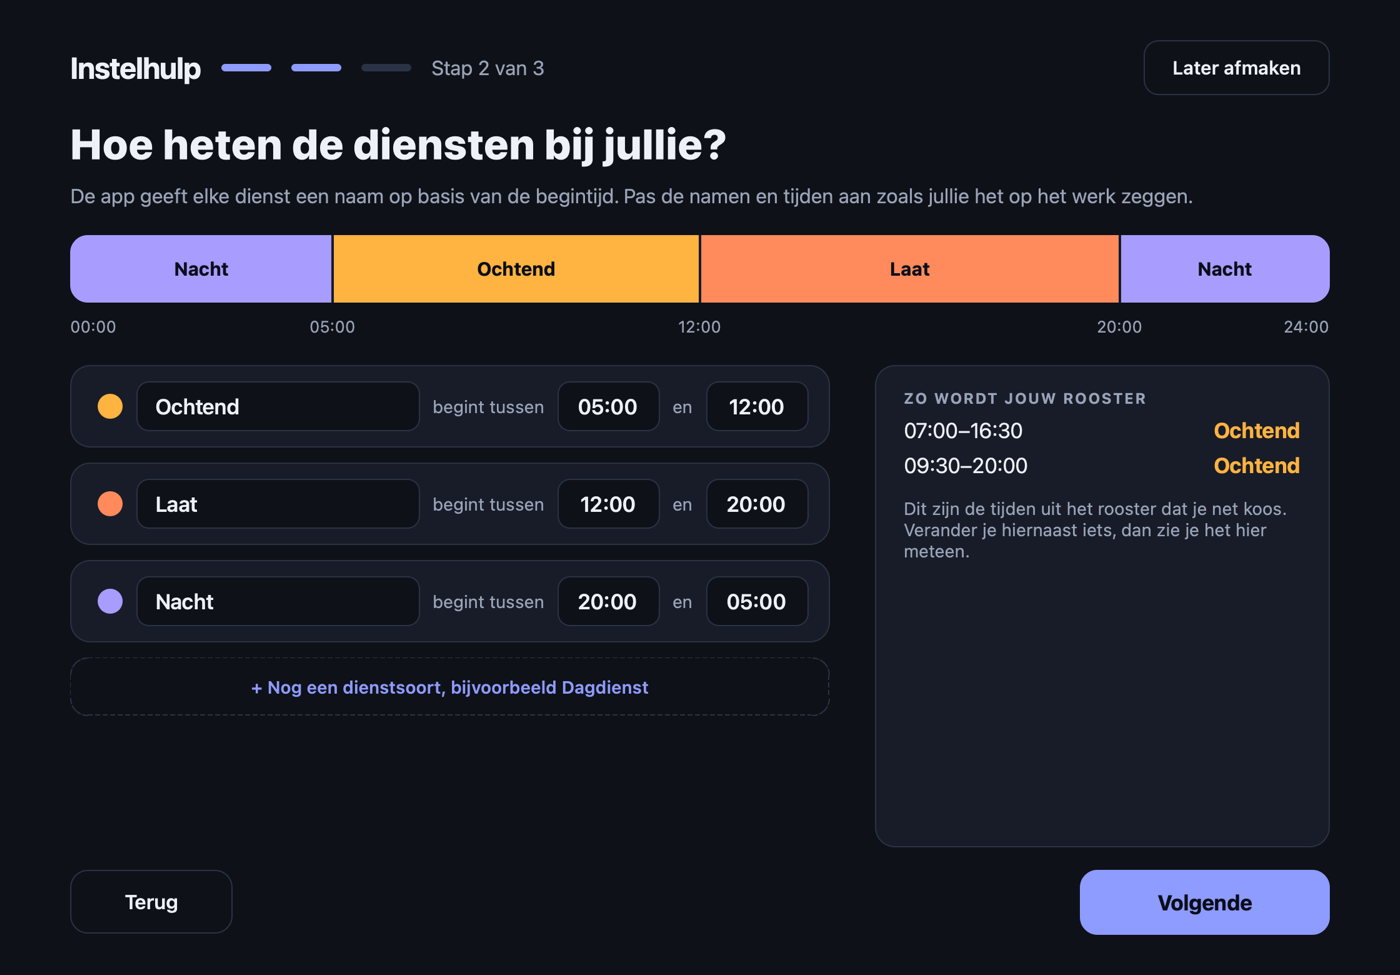 Instelhulp Stap 2 van 3 Later afmaken
Hoe heten de diensten bij jullie?
De app geeft elke dienst een naam op basis van de begintijd. Pas de namen en tijden aan zoals jullie het op het werk zeggen.
Nacht Ochtend Laat Nacht
00:00 05:00 12:00 20:00 24:00
Ochtend begint tussen 05:00 en 12:00
Laat begint tussen 12:00 en 20:00
Nacht begint tussen 20:00 en 05:00
+ Nog een dienstsoort, bijvoorbeeld Dagdienst
ZO WORDT JOUW ROOSTER
07:00–16:30 Ochtend
09:30–20:00 Ochtend
Dit zijn de tijden uit het rooster dat je net koos.
Verander je hiernaast iets, dan zie je het hier
meteen.
Terug Volgende